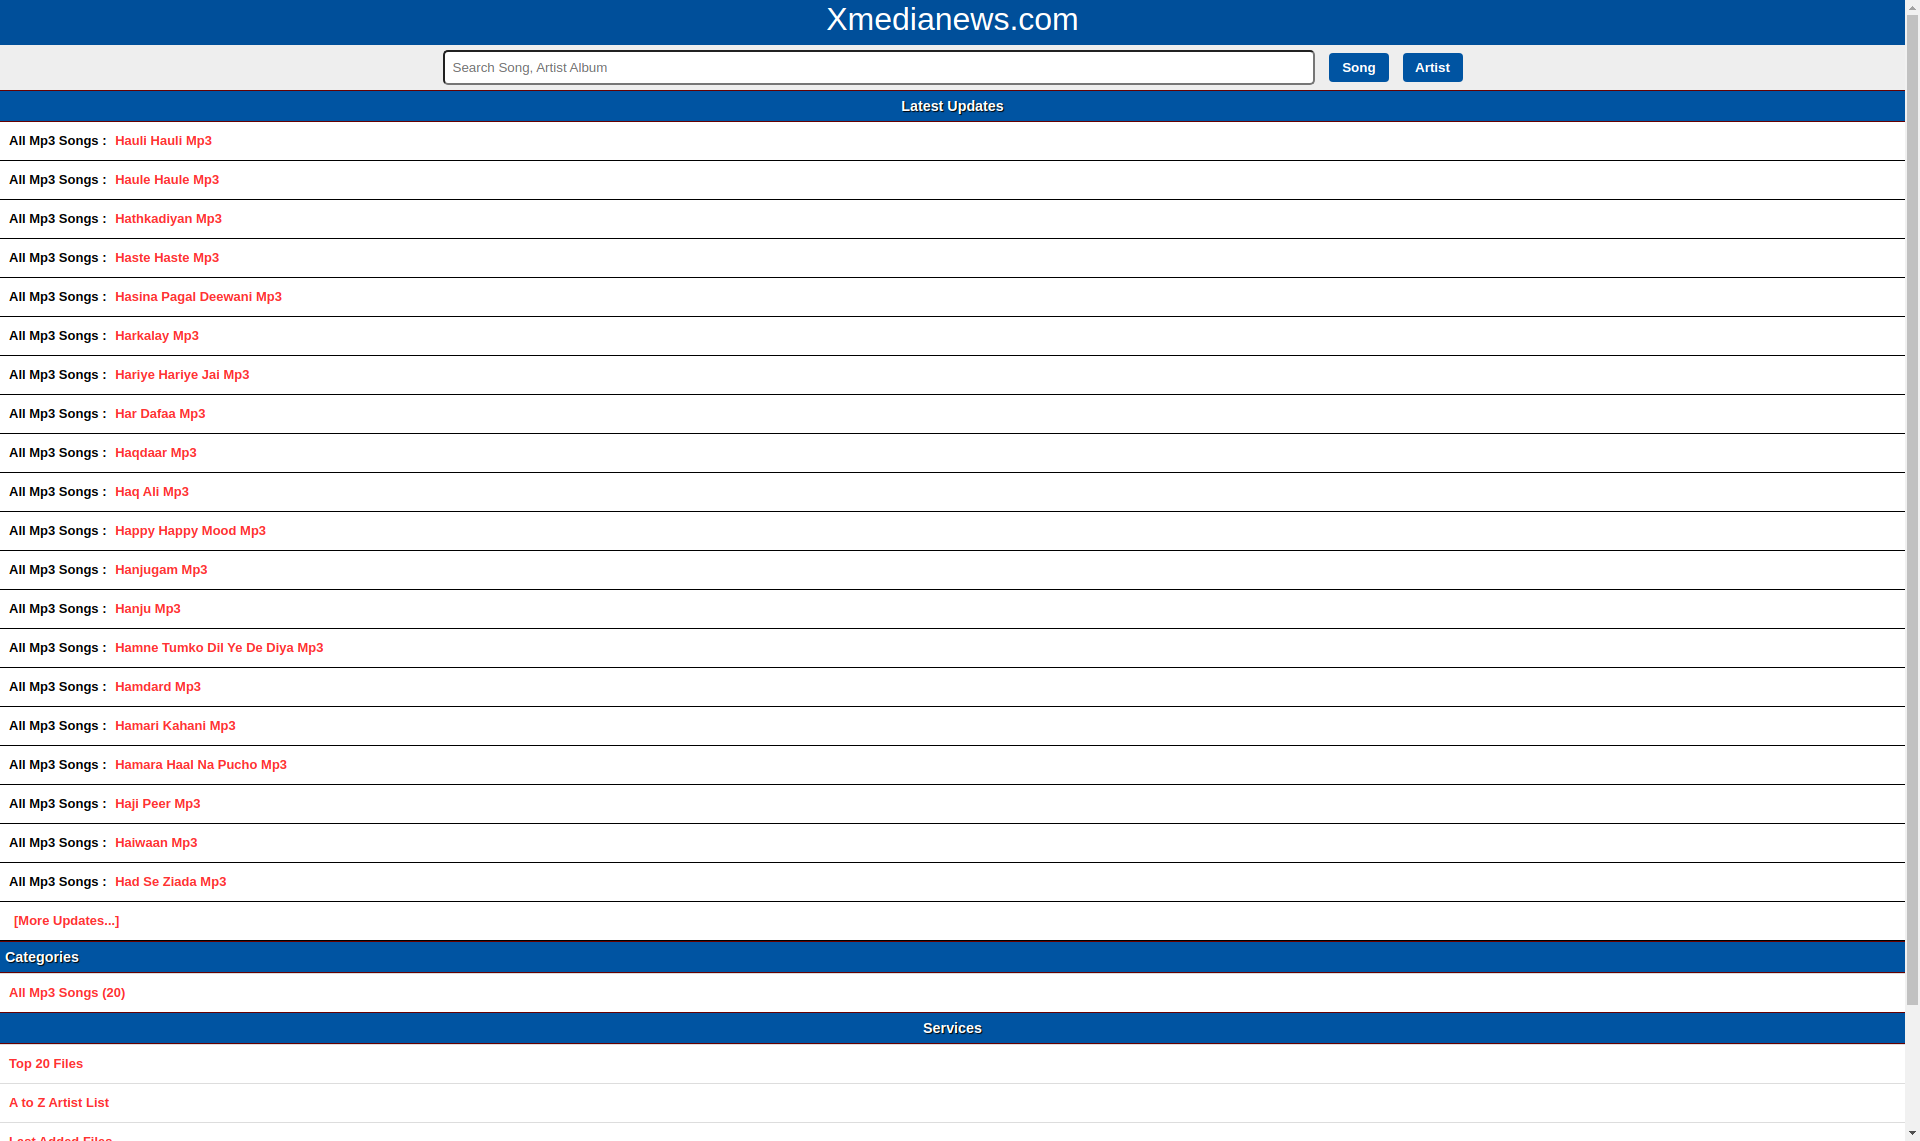 Xmedianews.com
Search Song, Artist Album Song Artist
Latest Updates
All Mp3 Songs : Hauli Hauli Mp3
All Mp3 Songs : Haule Haule Mp3
All Mp3 Songs : Hathkadiyan Mp3
All Mp3 Songs : Haste Haste Mp3
All Mp3 Songs : Hasina Pagal Deewani Mp3
All Mp3 Songs : Harkalay Mp3
All Mp3 Songs : Hariye Hariye Jai Mp3
All Mp3 Songs : Har Dafaa Mp3
All Mp3 Songs : Haqdaar Mp3
All Mp3 Songs : Haq Ali Mp3
All Mp3 Songs : Happy Happy Mood Mp3
All Mp3 Songs : Hanjugam Mp3
All Mp3 Songs : Hanju Mp3
All Mp3 Songs : Hamne Tumko Dil Ye De Diya Mp3
All Mp3 Songs : Hamdard Mp3
All Mp3 Songs : Hamari Kahani Mp3
All Mp3 Songs : Hamara Haal Na Pucho Mp3
All Mp3 Songs : Haji Peer Mp3
All Mp3 Songs : Haiwaan Mp3
All Mp3 Songs : Had Se Ziada Mp3
[More Updates...]
Categories
All Mp3 Songs (20)
Services
Top 20 Files
A to Z Artist List
Last Added Files